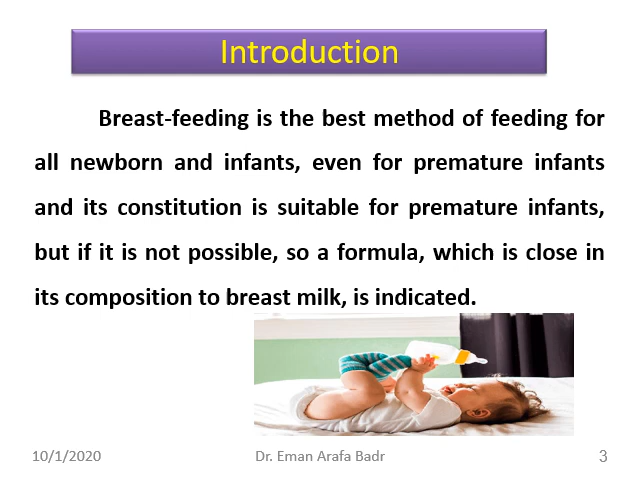 Introduction
Breast-feeding is the best method of feeding for
all newborn and infants, even for premature infants
and its constitution is suitable for premature infants,
but if it is not possible, so a formula, which is close in
its composition to breast milk, is indicated.
10/1/2020 Dr. Eman Arafa Badr 3